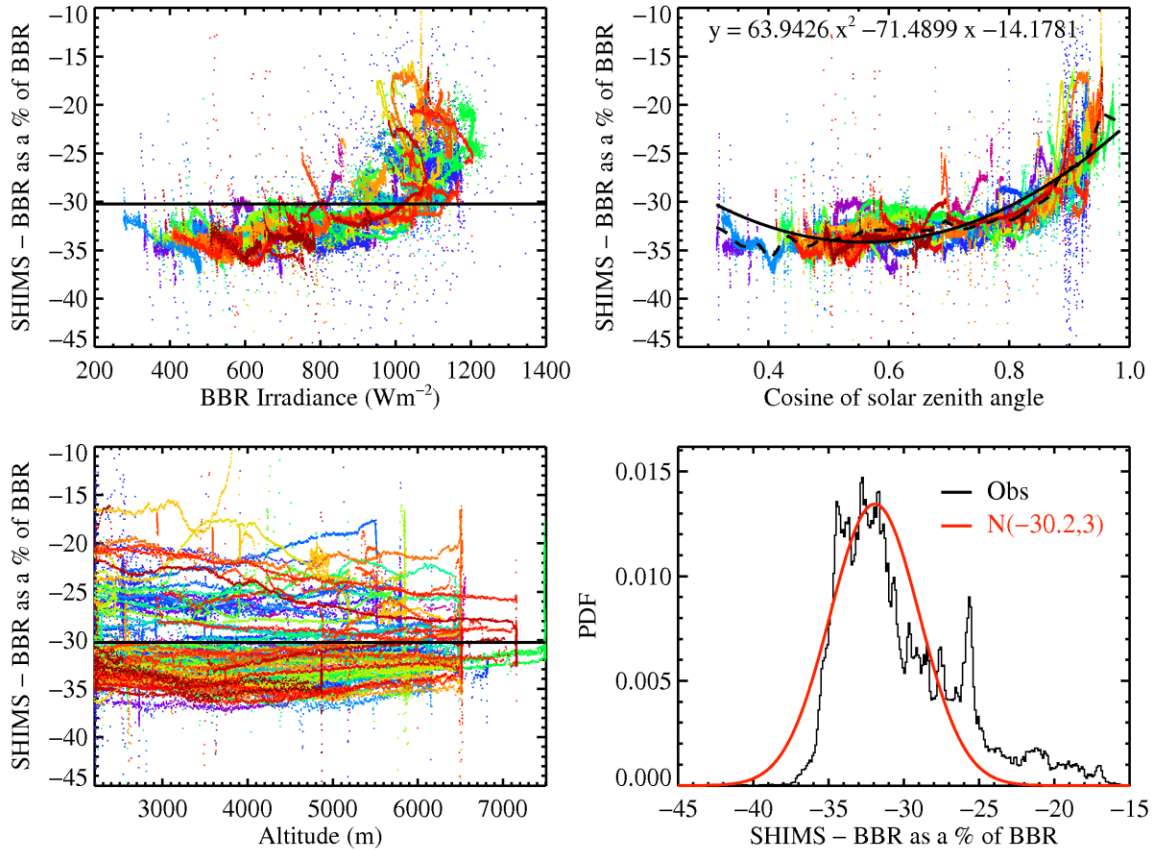 −10
−15
−20
−25
−30
−35
−40
−45
SHIMS − BBR as a % of BBR
200 400 600 800 1000 1200 1400
BBR Irradiance (Wm⁻²)
y = 63.9426 x² −71.4899 x −14.1781
−10
−15
−20
−25
−30
−35
−40
−45
SHIMS − BBR as a % of BBR
0.4 0.6 0.8 1.0
Cosine of solar zenith angle
−10
−15
−20
−25
−30
−35
−40
−45
SHIMS − BBR as a % of BBR
3000 4000 5000 6000 7000
Altitude (m)
0.015
0.010
0.005
0.000
PDF
Obs
N(−30.2,3)
−45 −40 −35 −30 −25 −20 −15
SHIMS − BBR as a % of BBR